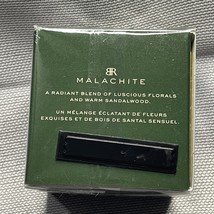 BR
MALACHITE
A RADIANT BLEND OF LUSCIOUS FLORALS
AND WARM SANDALWOOD.
UN MÉLANGE ÉCLATANT DE FLEURS
EXQUISES ET DE BOIS DE SANTAL SENSUEL.